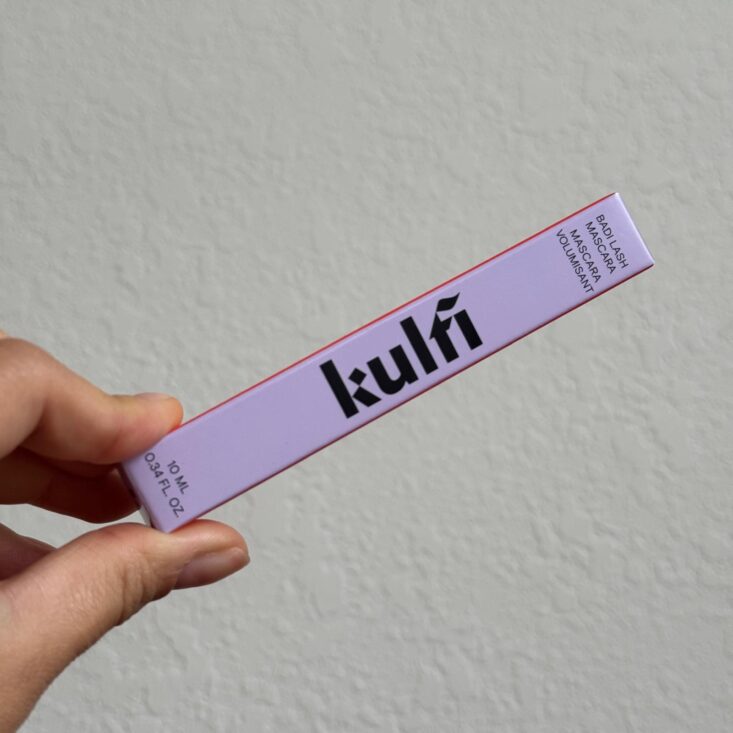 kulfi
BADI LASH
MASCARA
MASCARA
VOLUMISANT
10 ML
0.34 FL. OZ.